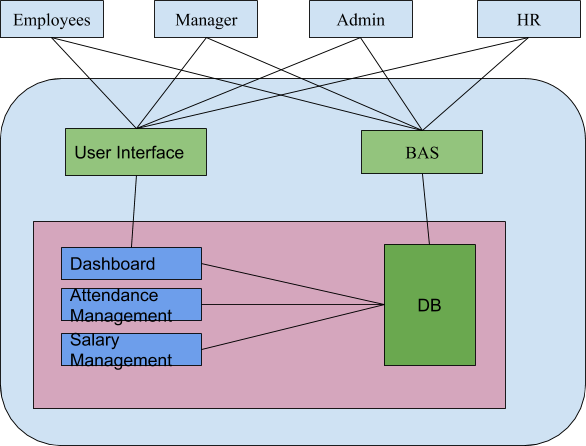 Employees
Manager
Admin
HR
User Interface
BAS
Dashboard
Attendance
Management
Salary
Management
DB